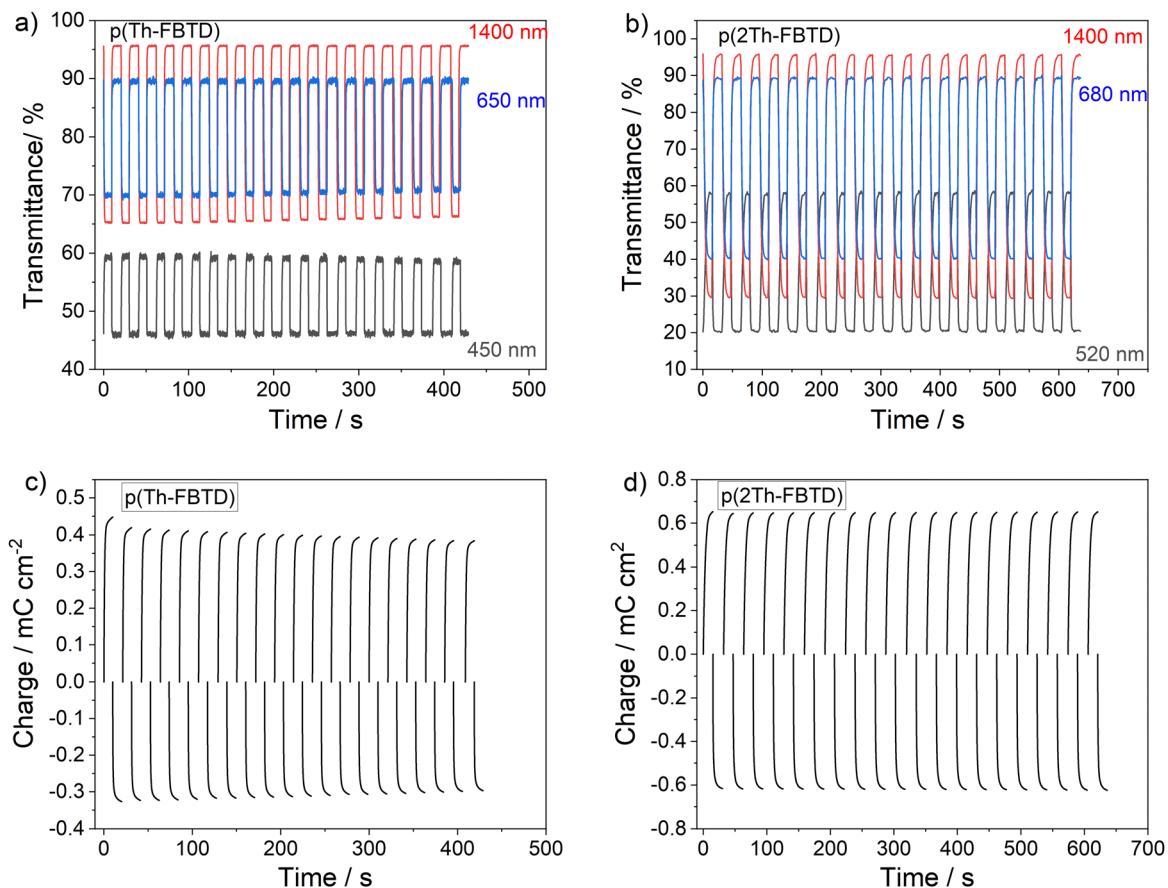 a)
p(Th-FBTD)
1400 nm
650 nm
450 nm
100
90
80
70
60
50
40
Transmittance/ %
0
100
200
300
400
500
Time / s
b)
p(2Th-FBTD)
1400 nm
680 nm
520 nm
100
90
80
70
60
50
40
30
20
10
Transmittance / %
0
100
200
300
400
500
600
700
Time / s
c)
p(Th-FBTD)
0.5
0.4
0.3
0.2
0.1
0.0
-0.1
-0.2
-0.3
-0.4
Charge / mC cm-2
0
100
200
300
400
500
Time / s
d)
p(2Th-FBTD)
0.8
0.6
0.4
0.2
0.0
-0.2
-0.4
-0.6
-0.8
Charge / mC cm2
0
100
200
300
400
500
600
700
Time / s